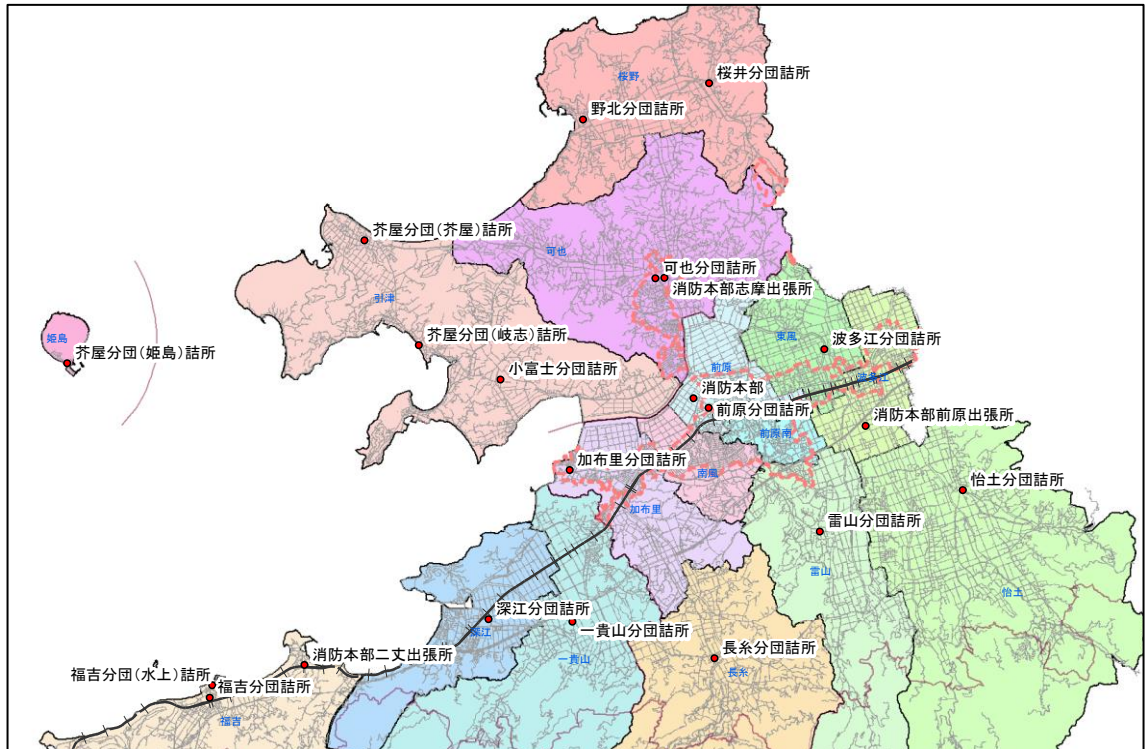 桜井分団詰所
桜野
野北分団詰所
芥屋分団(芥屋)詰所
可也
可也分団詰所
消防本部志摩出張所
引津
姫島
芥屋分団(姫島)詰所
芥屋分団(岐志)詰所
小富士分団詰所
東風
波多江分団詰所
前原
波多江
消防本部
前原分団詰所
消防本部前原出張所
前原南
加布里分団詰所
南風
怡土分団詰所
加布里
雷山分団詰所
雷山
怡土
深江分団詰所
深江
一貴山分団詰所
一貴山
長糸分団詰所
長糸
消防本部二丈出張所
福吉分団(水上)詰所
福吉分団詰所
福吉